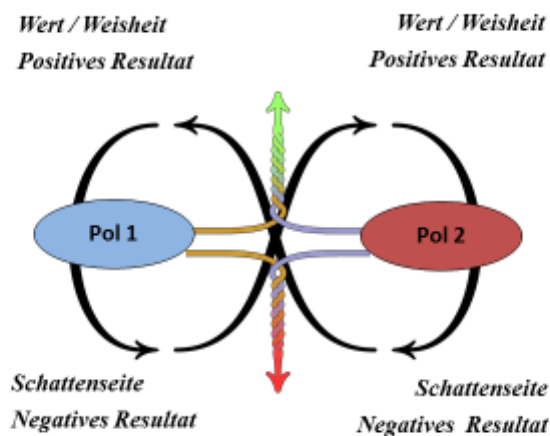 Wert / Weisheit
Positives Resultat
Wert / Weisheit
Positives Resultat
Pol 1
Pol 2
Schattenseite
Negatives Resultat
Schattenseite
Negatives Resultat